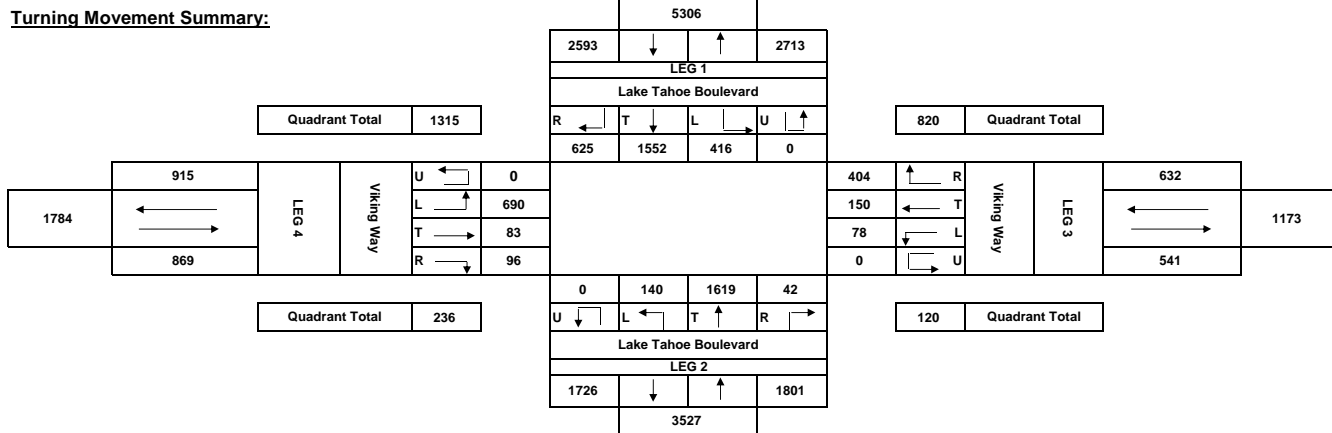 Turning Movement Summary:
5306
2593 2713
LEG 1
Lake Tahoe Boulevard
Quadrant Total 1315
R T L U
820 Quadrant Total
625 1552 416 0
915 U 0 404 R 632
1784 LEG 4 Viking Way L 690 150 T Viking Way LEG 3 1173
T 83 78 L
869 R 96 0 U 541
0 140 1619 42
Quadrant Total 236
U L T R
120 Quadrant Total
Lake Tahoe Boulevard
LEG 2
1726 1801
3527